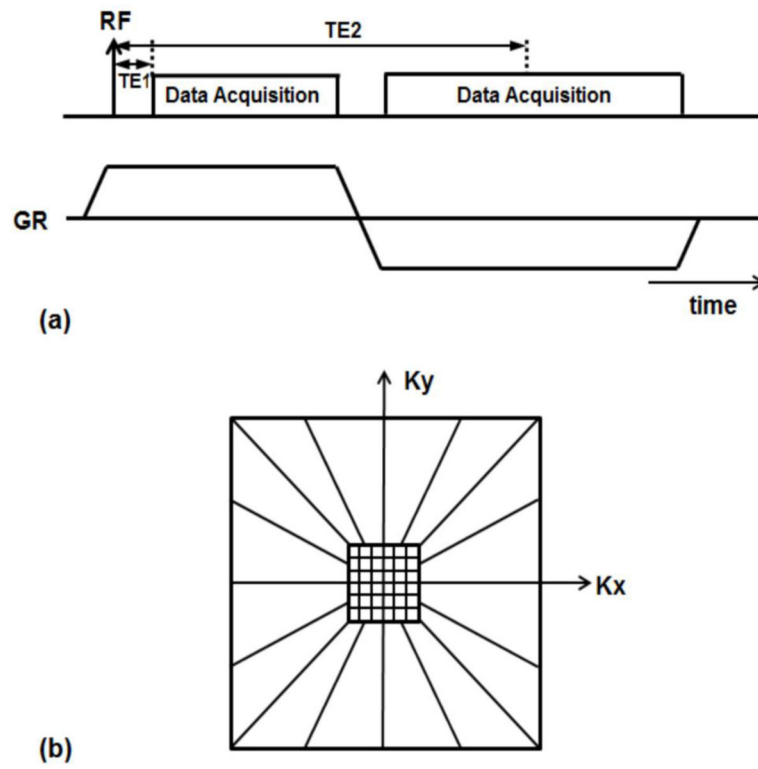 RF
TE2
TE1
Data Acquisition
Data Acquisition
GR
time
(a)
Ky
Kx
(b)